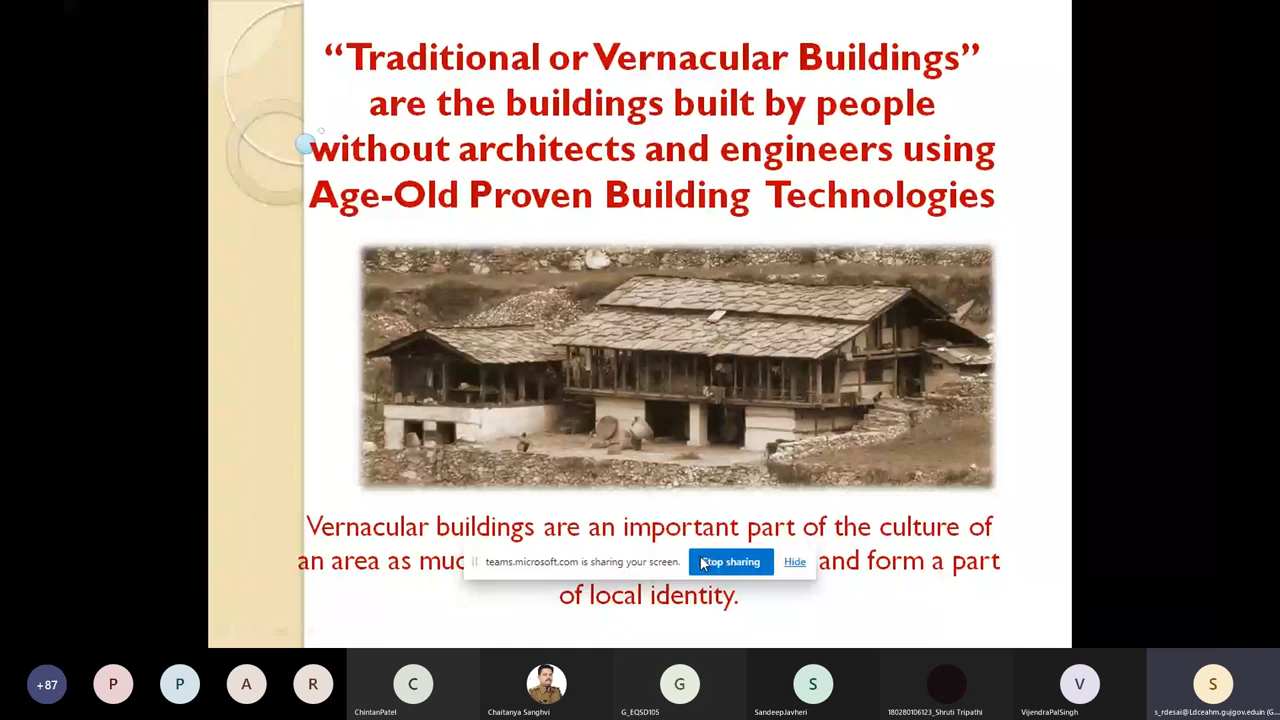 “Traditional or Vernacular Buildings”
are the buildings built by people
without architects and engineers using
Age-Old Proven Building Technologies
Vernacular buildings are an important part of the culture of
an area as and form a part
teams.microsoft.com is sharing your screen. Stop sharing Hide
of local identity.
+87 P P A R C G S V S
ChintanPatel Chaitanya Sanghvi G_EQSD105 SandeepJavheri 180280106123_Shruti Tripathi VijendraPalSingh s_rdesai@Ldceahm.gujgov.eduin (G...